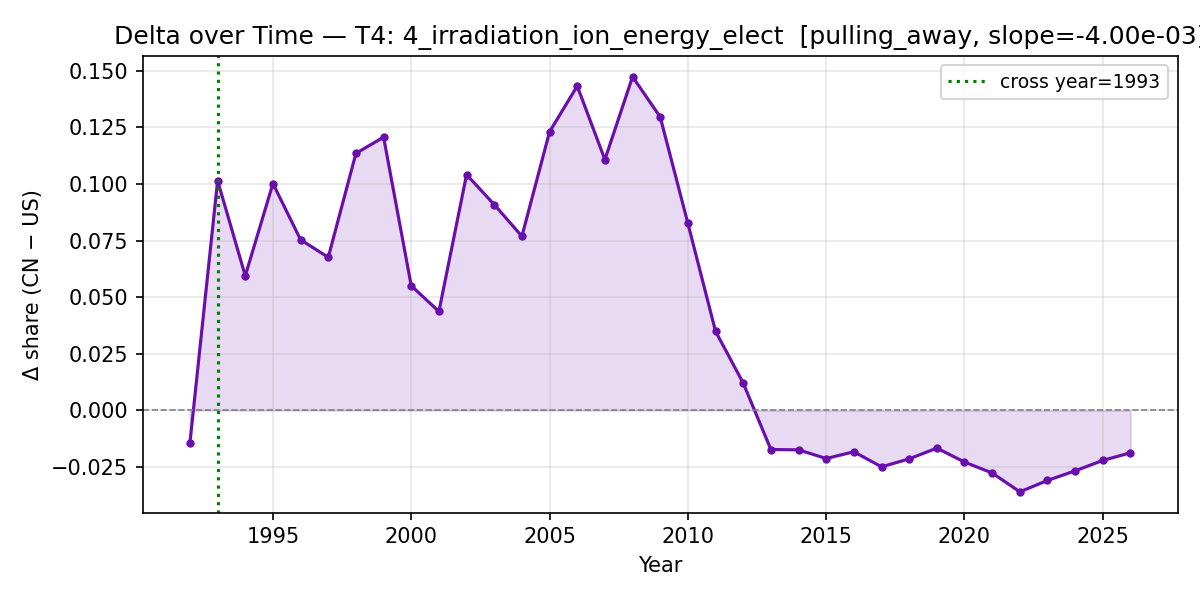 Delta over Time — T4: 4_irradiation_ion_energy_elect  [pulling_away, slope=-4.00e-03]
cross year=1993
Δ share (CN − US)
0.150
0.125
0.100
0.075
0.050
0.025
0.000
−0.025
1995 2000 2005 2010 2015 2020 2025
Year